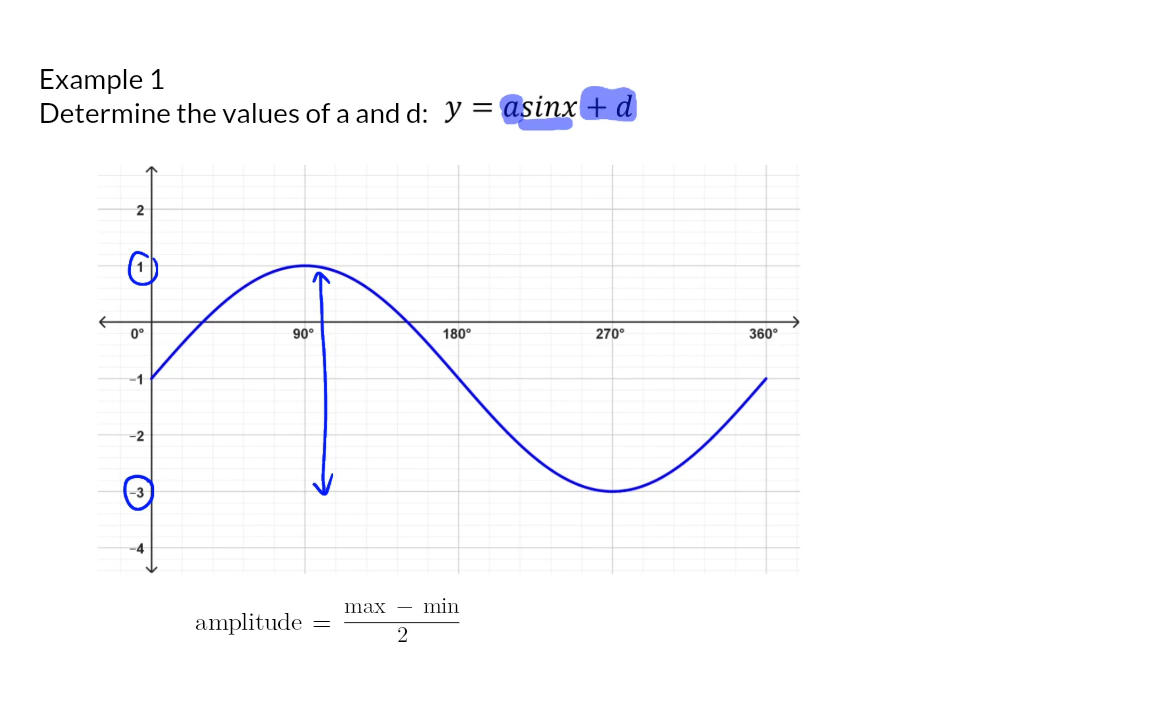 Example 1
Determine the values of a and d: y = asinx + d
2
1
0° 90° 180° 270° 360°
−1
−2
−3
−4
amplitude = max − min / 2